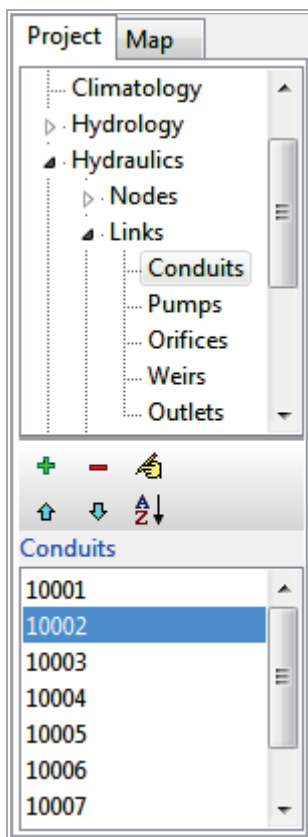 Project Map
Climatology
Hydrology
Hydraulics
Nodes
Links
Conduits
Pumps
Orifices
Weirs
Outlets
A
Z
Conduits
10001
10002
10003
10004
10005
10006
10007